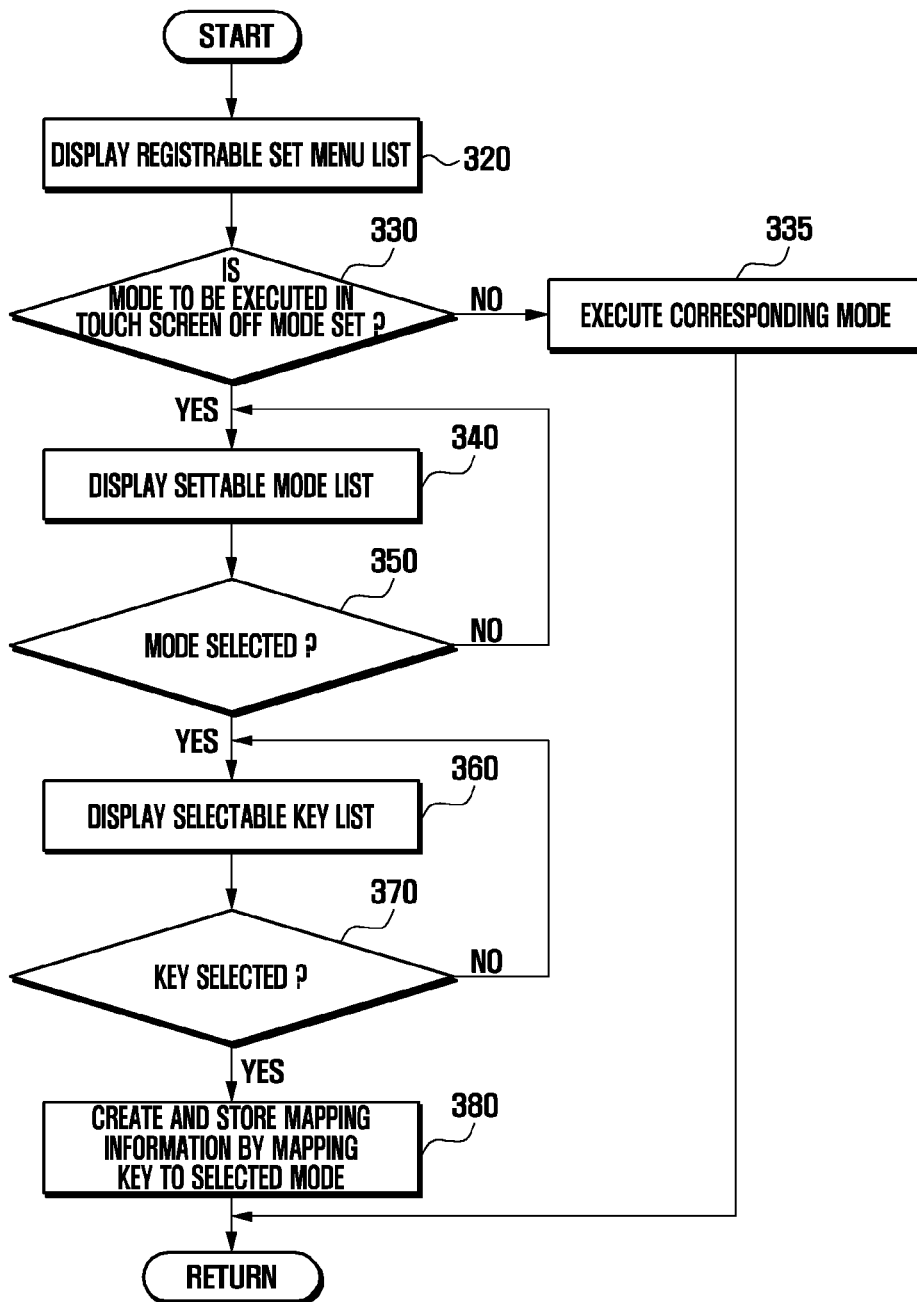 START
DISPLAY REGISTRABLE SET MENU LIST
320
330
IS
MODE TO BE EXECUTED IN
TOUCH SCREEN OFF MODE SET ?
NO
335
EXECUTE CORRESPONDING MODE
YES
340
DISPLAY SETTABLE MODE LIST
350
MODE SELECTED ?
NO
YES
360
DISPLAY SELECTABLE KEY LIST
370
KEY SELECTED ?
NO
YES
CREATE AND STORE MAPPING
INFORMATION BY MAPPING
KEY TO SELECTED MODE
380
RETURN